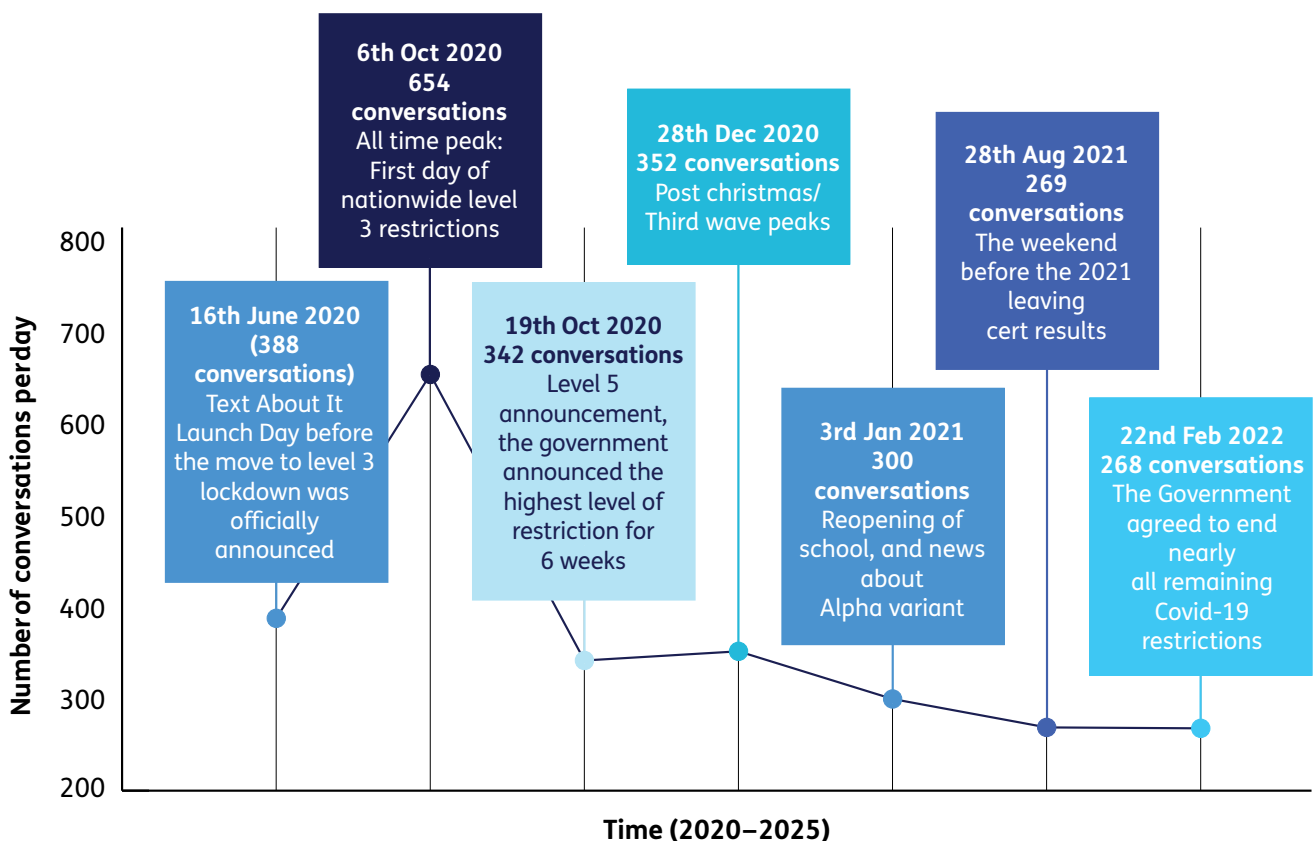 6th Oct 2020
654
conversations
All time peak:
First day of
nationwide level
3 restrictions
28th Dec 2020
352 conversations
Post christmas/
Third wave peaks
28th Aug 2021
269
conversations
The weekend
before the 2021
leaving
cert results
16th June 2020
(388
conversations)
Text About It
Launch Day before
the move to level 3
lockdown was
officially
announced
19th Oct 2020
342 conversations
Level 5
announcement,
the government
announced the
highest level of
restriction for
6 weeks
3rd Jan 2021
300
conversations
Reopening of
school, and news
about
Alpha variant
22nd Feb 2022
268 conversations
The Government
agreed to end
nearly
all remaining
Covid-19
restrictions
Number of conversations perday
800
700
600
500
400
300
200
Time (2020–2025)